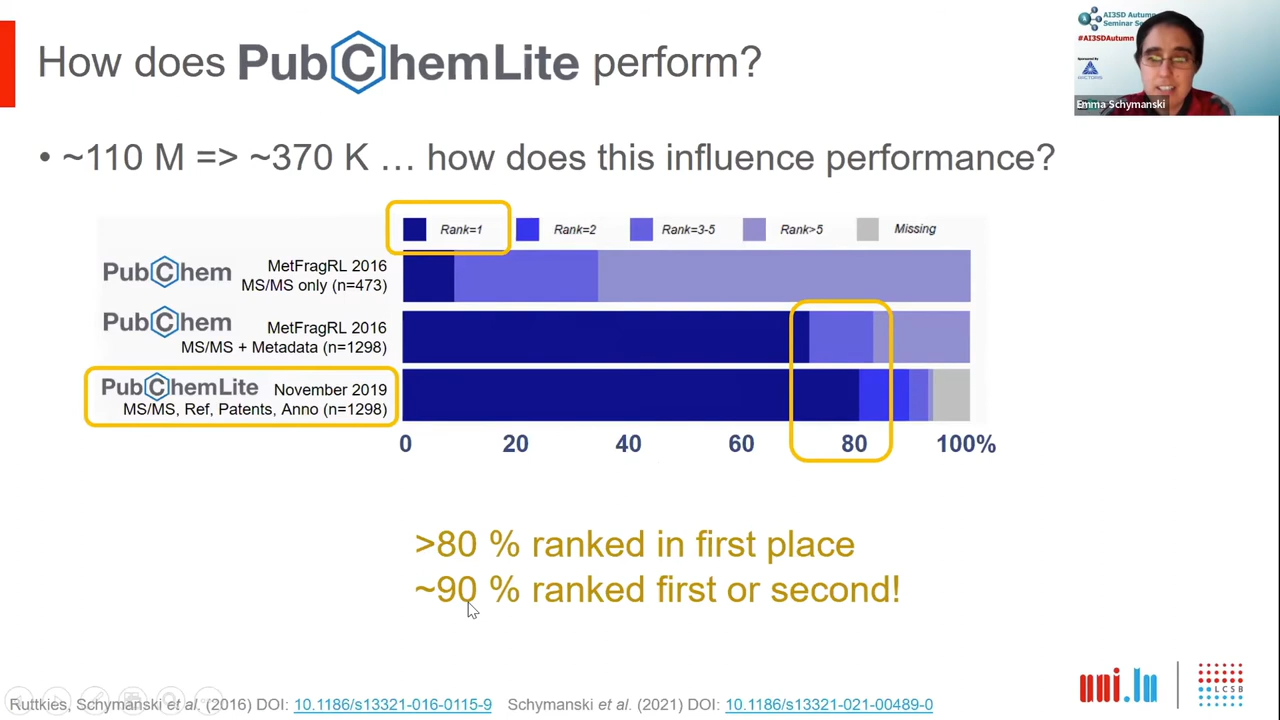 How does PubChemLite perform?
AI3SD Autumn
Seminar Se
#AI3SDAutumn
Sponsored By
Emma Schymanski
• ~110 M => ~370 K … how does this influence performance?
Rank=1 Rank=2 Rank=3-5 Rank>5 Missing
PubChem MetFragRL 2016
MS/MS only (n=473)
PubChem MetFragRL 2016
MS/MS + Metadata (n=1298)
PubChemLite November 2019
MS/MS, Ref, Patents, Anno (n=1298)
0 20 40 60 80 100%
>80 % ranked in first place
~90 % ranked first or second!
Ruttkies, Schymanski et al. (2016) DOI: 10.1186/s13321-016-0115-9 Schymanski et al. (2021) DOI: 10.1186/s13321-021-00489-0
uni.lu
LCSB